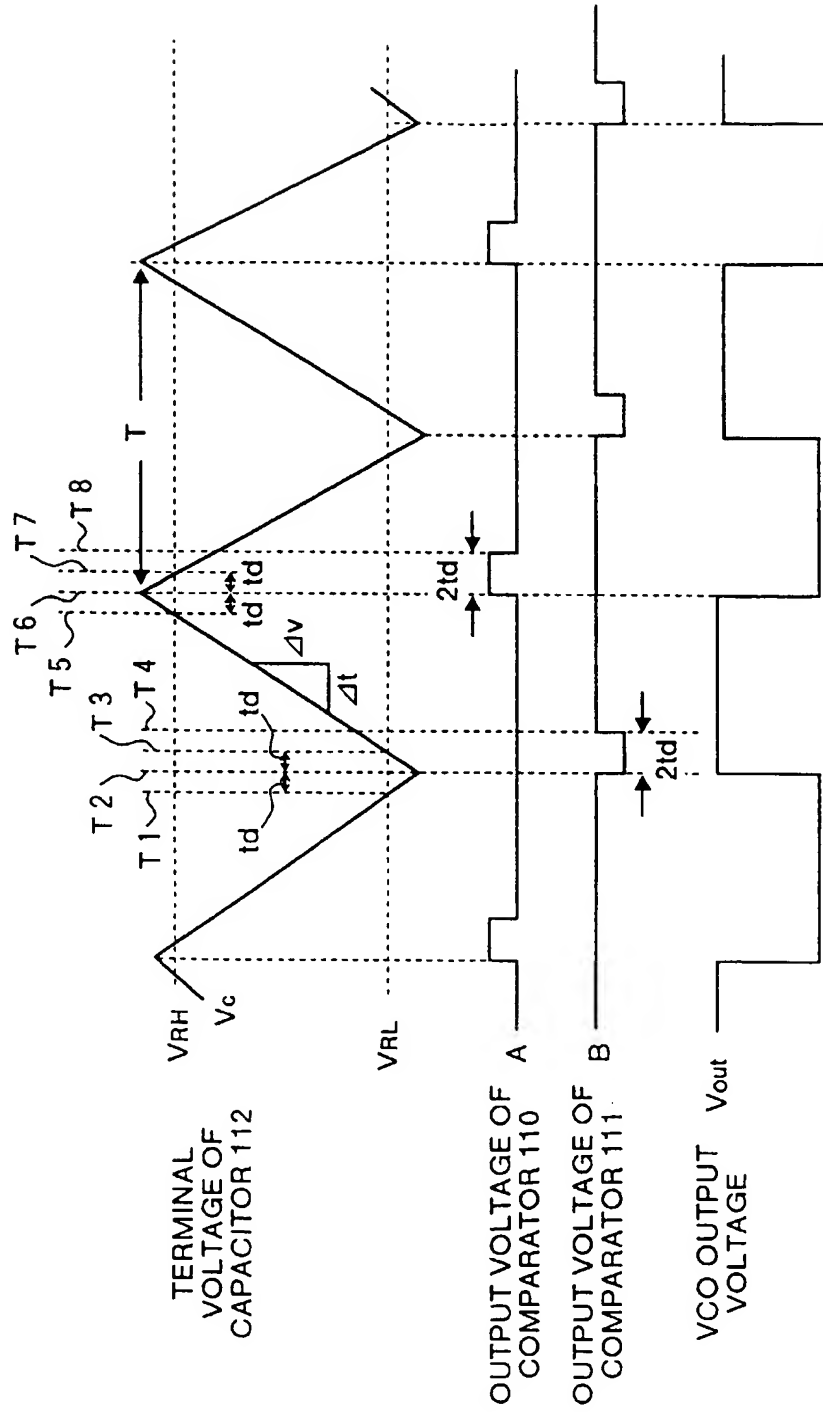 T1
T2
T3
T4
T5
T6
T7
T8
T
VRH
Vc
VRL
td
td
td
td
Δv
Δt
TERMINAL
VOLTAGE OF
CAPACITOR 112
2td
OUTPUT VOLTAGE OF
COMPARATOR 110
A
OUTPUT VOLTAGE OF
COMPARATOR 111
B
2td
VCO OUTPUT
VOLTAGE
Vout